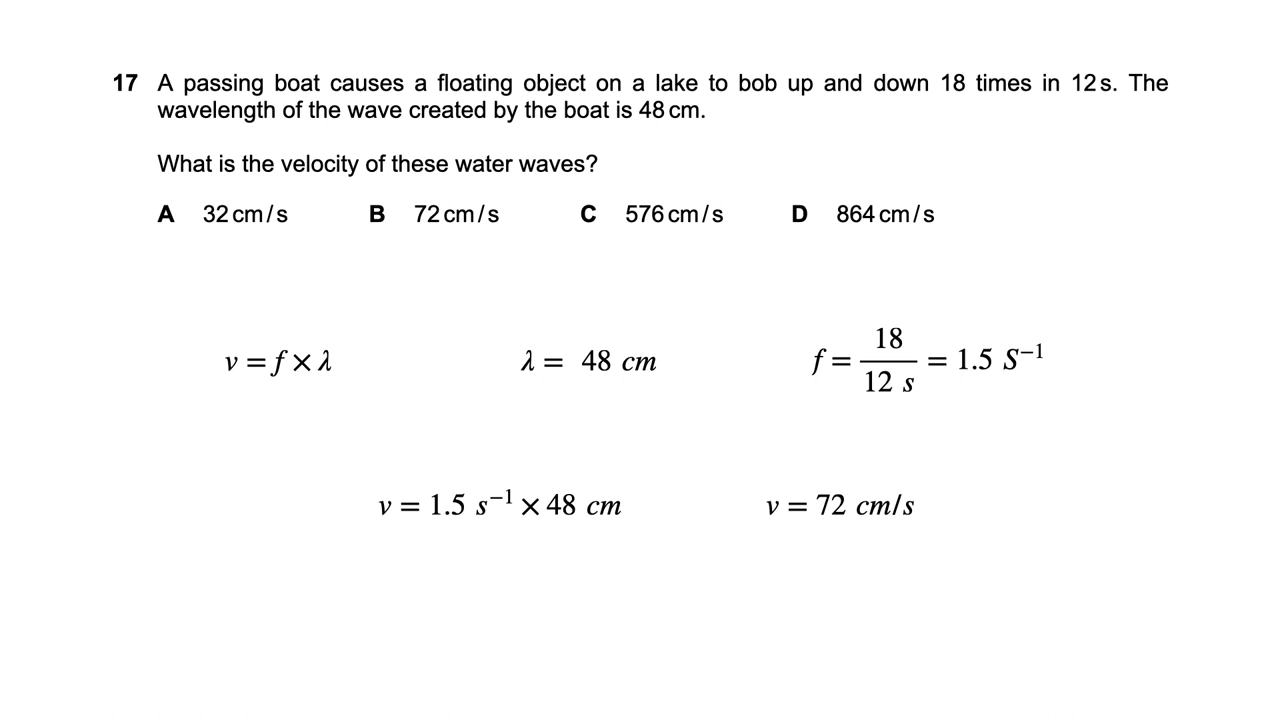 17 A passing boat causes a floating object on a lake to bob up and down 18 times in 12 s. The
wavelength of the wave created by the boat is 48 cm.
What is the velocity of these water waves?
A 32 cm/s B 72 cm/s C 576 cm/s D 864 cm/s
v = f × λ λ = 48 cm f = 18/12 s = 1.5 S⁻¹
v = 1.5 s⁻¹ × 48 cm v = 72 cm/s